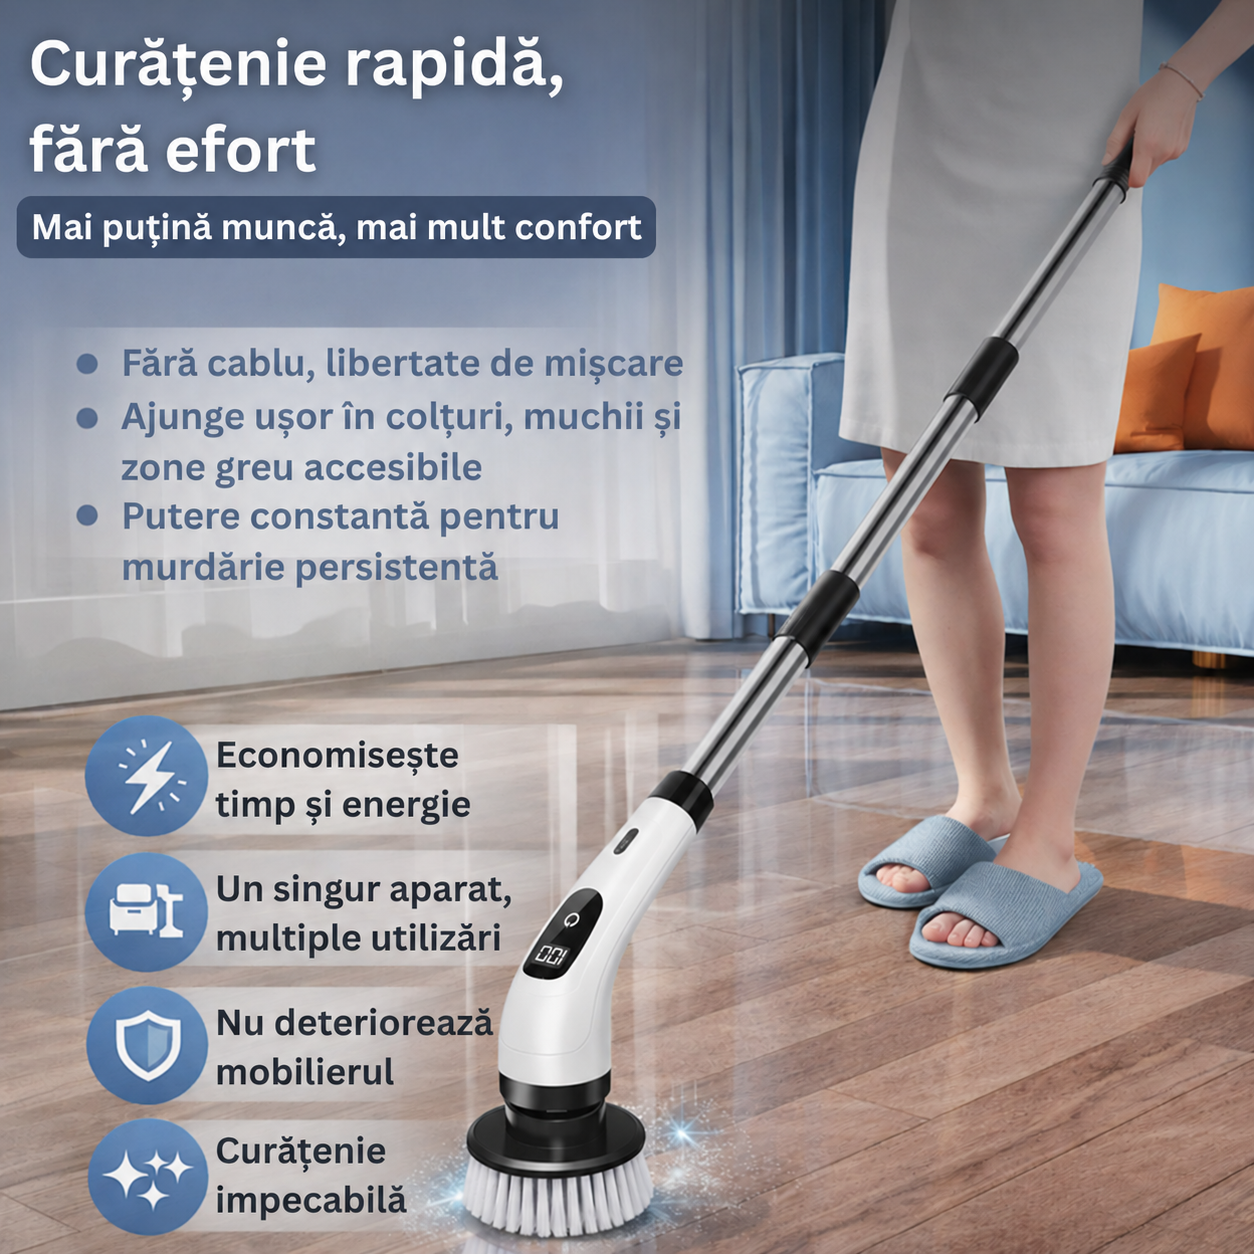 Curățenie rapidă,
fără efort
Mai puțină muncă, mai mult confort
Fără cablu, libertate de mișcare
Ajunge ușor în colțuri, muchii și
zone greu accesibile
Putere constantă pentru
murdărie persistentă
Economisește
timp și energie
Un singur aparat,
multiple utilizări
Nu deteriorează
mobilierul
Curățenie
impecabilă